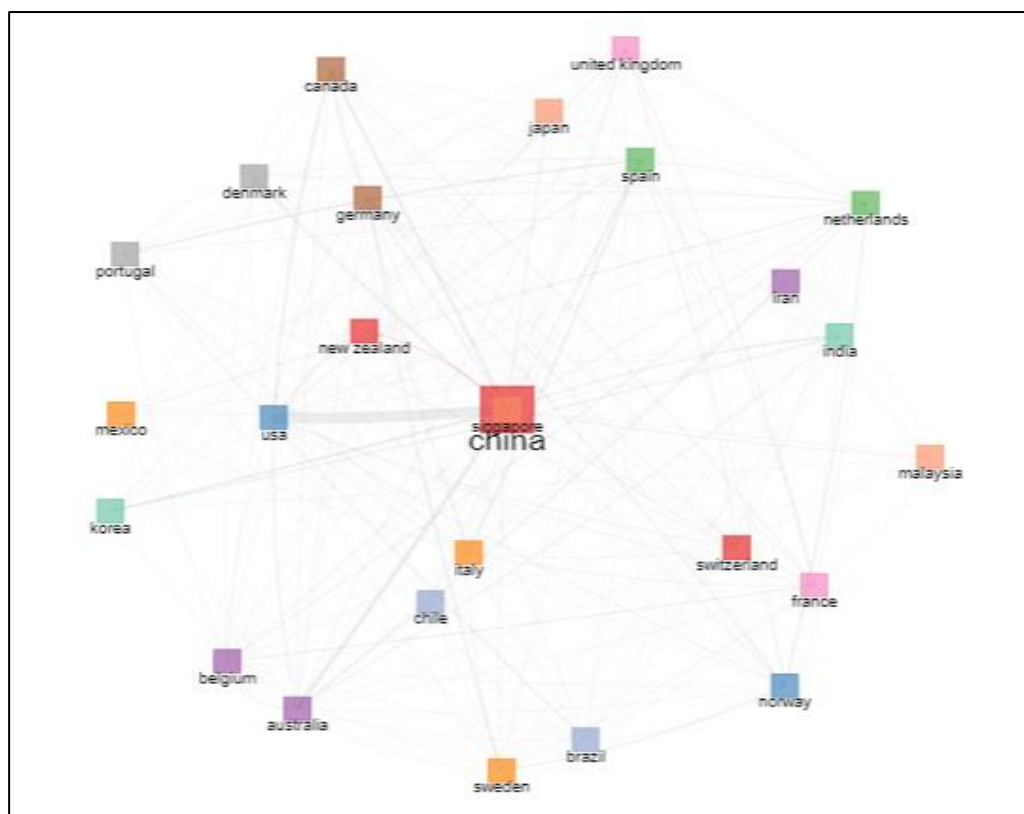 united kingdom
canada
japan
spain
denmark
germany
netherlands
portugal
iran
new zealand
india
mexico
usa
singapore
china
malaysia
korea
italy
switzerland
france
chile
belgium
norway
australia
brazil
sweden